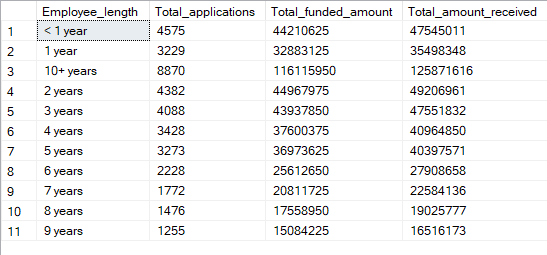 Employee_length Total_applications Total_funded_amount Total_amount_received
1 < 1 year 4575 44210625 47545011
2 1 year 3229 32883125 35498348
3 10+ years 8870 116115950 125871616
4 2 years 4382 44967975 49206961
5 3 years 4088 43937850 47551832
6 4 years 3428 37600375 40964850
7 5 years 3273 36973625 40397571
8 6 years 2228 25612650 27908658
9 7 years 1772 20811725 22584136
10 8 years 1476 17558950 19025777
11 9 years 1255 15084225 16516173